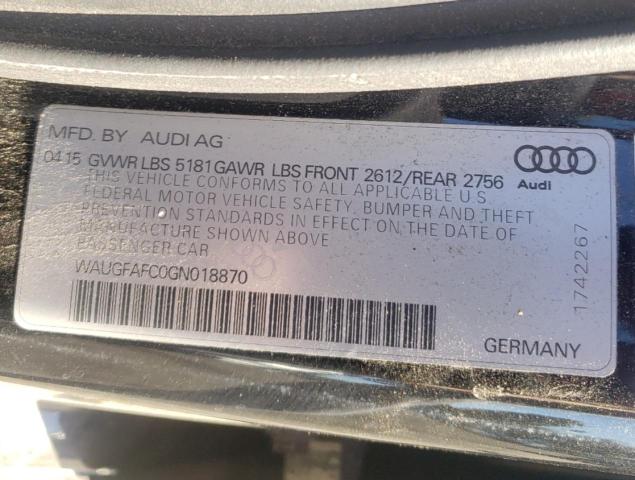 MFD. BY AUDI AG
0415 GVWR LBS 5181 GAWR LBS FRONT 2612/REAR 2756
THIS VEHICLE CONFORMS TO ALL APPLICABLE U.S.
FEDERAL MOTOR VEHICLE SAFETY, BUMPER AND THEFT
PREVENTION STANDARDS IN EFFECT ON THE DATE OF
MANUFACTURE SHOWN ABOVE
PASSENGER CAR
WAUGFAFC0GN018870
GERMANY
Audi
1742267